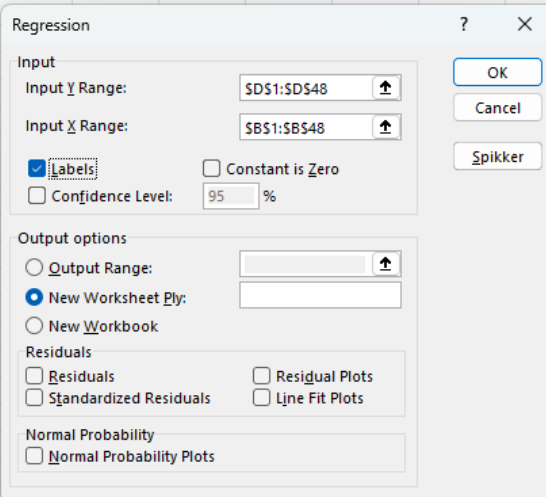 Regression
? ✕
Input
Input Y Range: $D$1:$D$48
OK
Input X Range: $B$1:$B$48
Cancel
Labels Constant is Zero
Spikker
Confidence Level: 95 %
Output options
Output Range:
New Worksheet Ply:
New Workbook
Residuals
Residuals Residual Plots
Standardized Residuals Line Fit Plots
Normal Probability
Normal Probability Plots